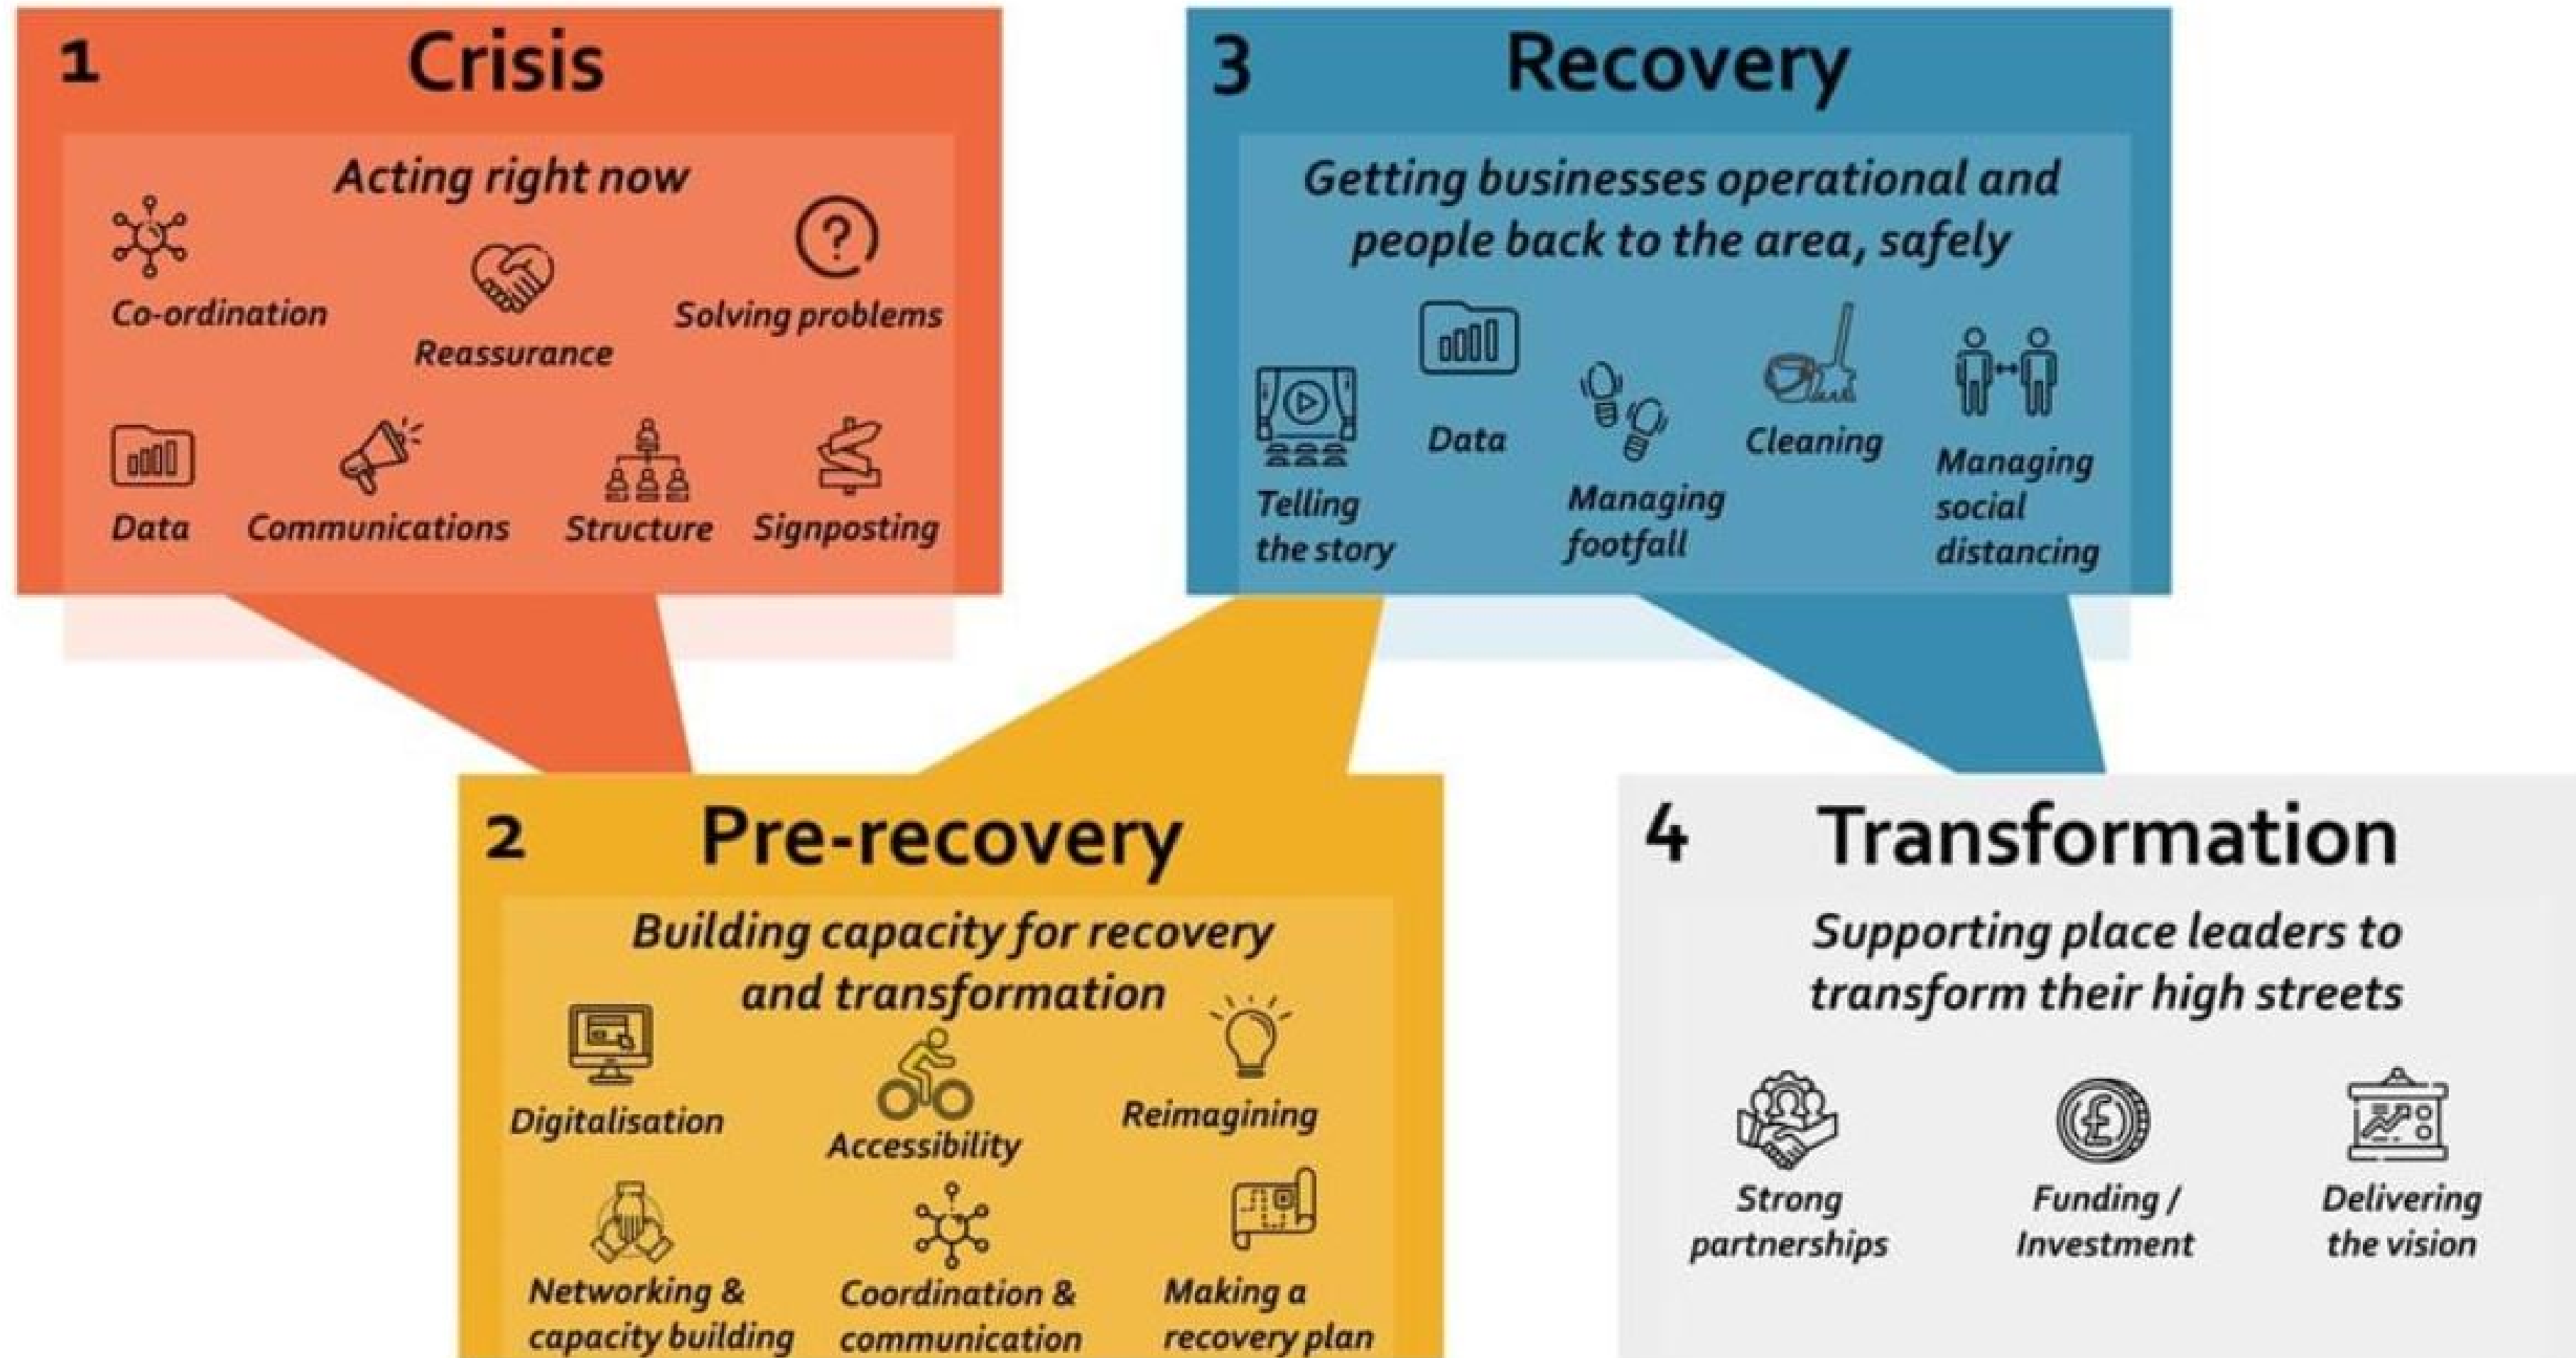 1 Crisis
Acting right now
Co-ordination
Reassurance
Solving problems
Data
Communications
Structure
Signposting
2 Pre-recovery
Building capacity for recovery
and transformation
Digitalisation
Accessibility
Reimagining
Networking &
capacity building
Coordination &
communication
Making a
recovery plan
3 Recovery
Getting businesses operational and
people back to the area, safely
Telling
the story
Data
Managing
footfall
Cleaning
Managing
social
distancing
4 Transformation
Supporting place leaders to
transform their high streets
Strong
partnerships
Funding /
Investment
Delivering
the vision